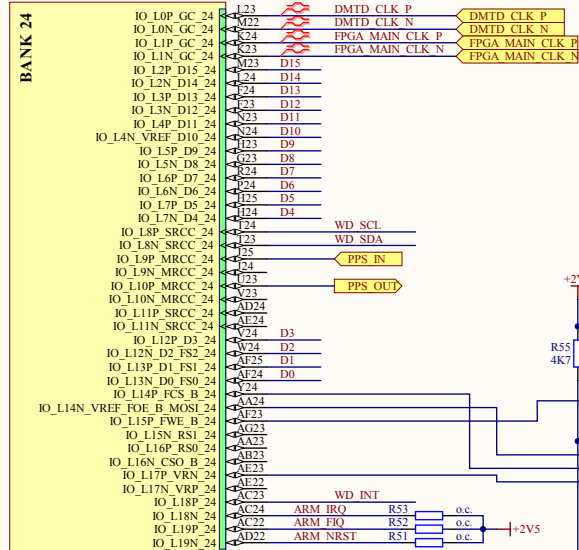 BANK 24
IO_L0P_GC_24 L23 DMTD_CLK_P DMTD_CLK_P
IO_L0N_GC_24 M22 DMTD_CLK_N DMTD_CLK_N
IO_L1P_GC_24 K24 FPGA_MAIN_CLK_P FPGA_MAIN_CLK_P
IO_L1N_GC_24 K23 FPGA_MAIN_CLK_N FPGA_MAIN_CLK_N
IO_L2P_D15_24 M23 D15
IO_L2N_D14_24 L24 D14
IO_L3P_D13_24 F24 D13
IO_L3N_D12_24 F23 D12
IO_L4P_D11_24 N23 D11
IO_L4N_VREF_D10_24 N24 D10
IO_L5P_D9_24 H23 D9
IO_L5N_D8_24 G23 D8
IO_L6P_D7_24 R24 D7
IO_L6N_D6_24 P24 D6
IO_L7P_D5_24 H25 D5
IO_L7N_D4_24 H24 D4
IO_L8P_SRCC_24 T24 WD_SCL
IO_L8N_SRCC_24 T23 WD_SDA
IO_L9P_MRCC_24 J25 PPS_IN
IO_L9N_MRCC_24 J24
IO_L10P_MRCC_24 U23 PPS_OUT
IO_L10N_MRCC_24 V23
IO_L11P_SRCC_24 AD24
IO_L11N_SRCC_24 AE24
IO_L12P_D3_24 V24 D3
IO_L12N_D2_FS2_24 W24 D2
IO_L13P_D1_FS1_24 AF25 D1
IO_L13N_D0_FS0_24 AF24 D0
IO_L14P_FCS_B_24 Y24
IO_L14N_VREF_FOE_B_MOSI_24 AA24
IO_L15P_FWE_B_24 AF23
IO_L15N_RS1_24 AG23
IO_L16P_RS0_24 AA23
IO_L16N_CSO_B_24 AB23
IO_L17P_VRN_24 AE23
IO_L17N_VRP_24 AE22
IO_L18P_24 AC23 WD_INT
IO_L18N_24 AC24 ARM_IRQ R53 o.c.
IO_L19P_24 AC22 ARM_FIQ R52 o.c.
IO_L19N_24 AD22 ARM_NRST R51 o.c.
+2V5
R55
4K7